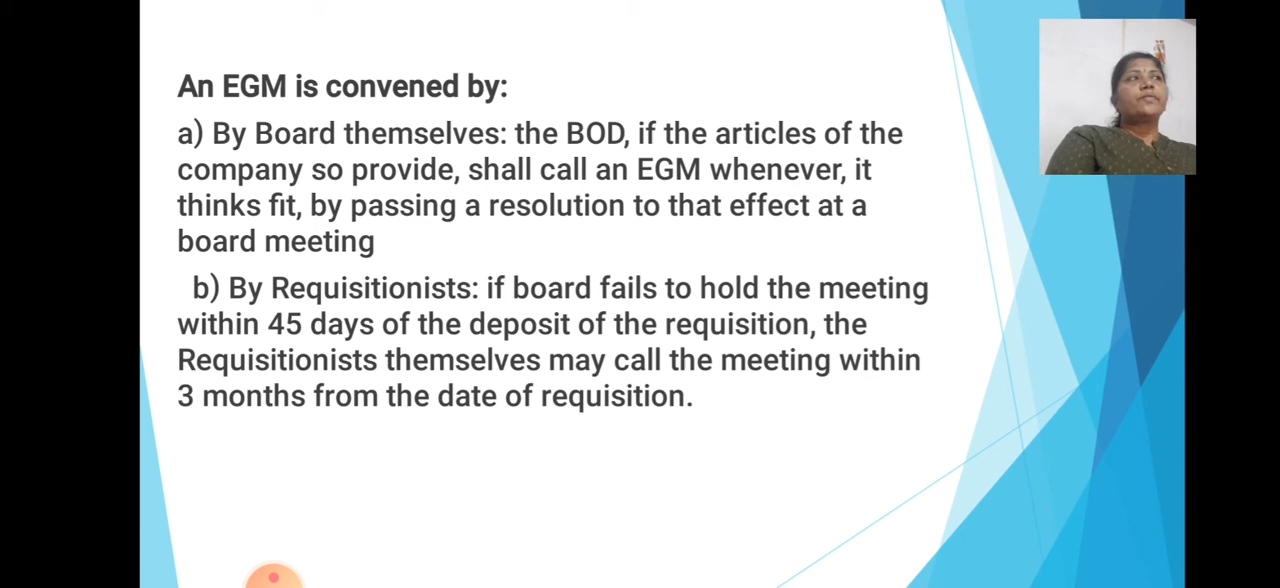 An EGM is convened by:
a) By Board themselves: the BOD, if the articles of the
company so provide, shall call an EGM whenever, it
thinks fit, by passing a resolution to that effect at a
board meeting
b) By Requisitionists: if board fails to hold the meeting
within 45 days of the deposit of the requisition, the
Requisitionists themselves may call the meeting within
3 months from the date of requisition.